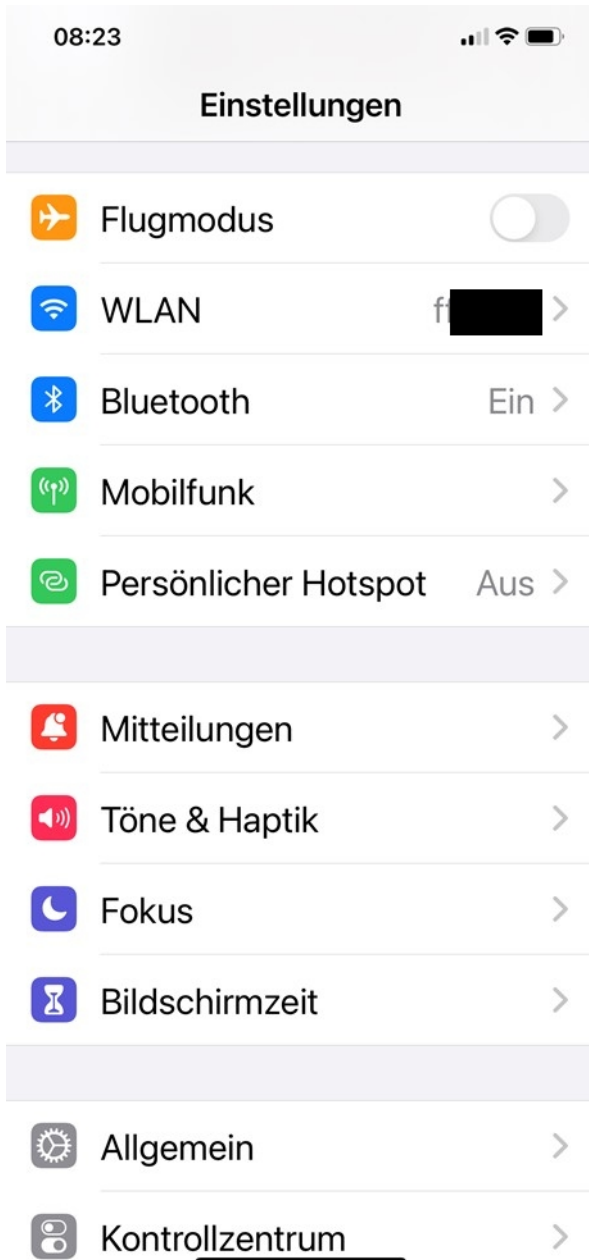 08:23
Einstellungen
Flugmodus
WLAN
Bluetooth Ein
Mobilfunk
Persönlicher Hotspot Aus
Mitteilungen
Töne & Haptik
Fokus
Bildschirmzeit
Allgemein
Kontrollzentrum